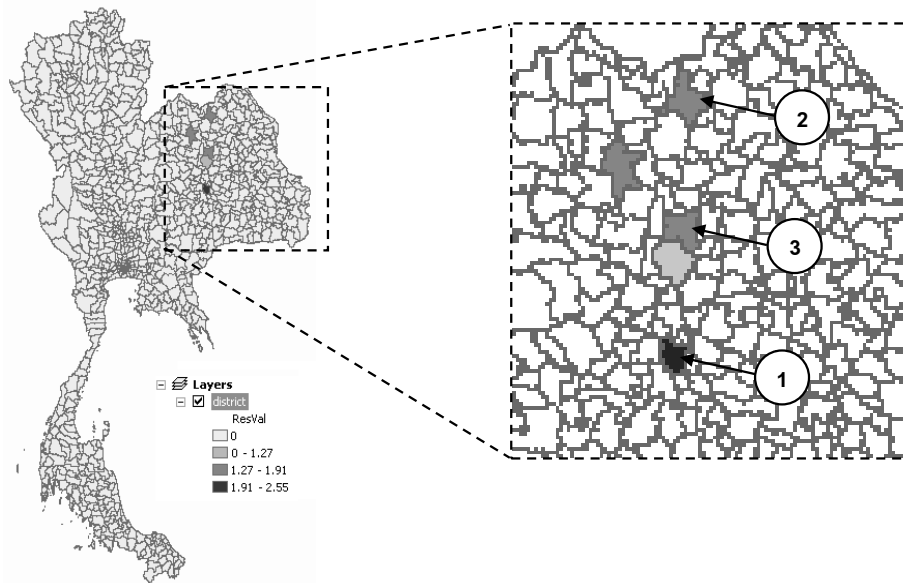 2
3
1
Layers
district
ResVal
0
0 - 1.27
1.27 - 1.91
1.91 - 2.55